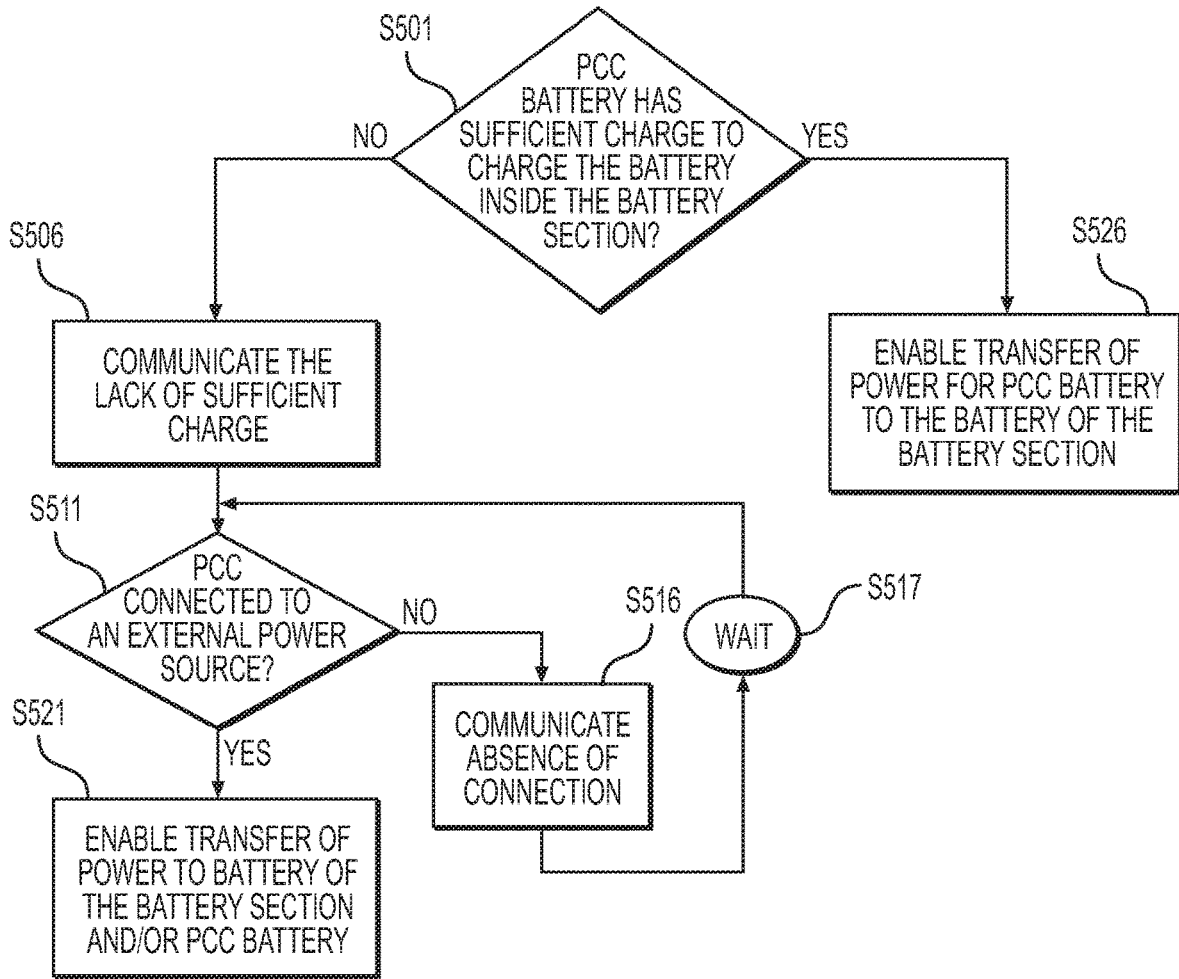 S501
PCC
BATTERY HAS
SUFFICIENT CHARGE TO
CHARGE THE BATTERY
INSIDE THE BATTERY
SECTION?
NO
YES
S506
COMMUNICATE THE
LACK OF SUFFICIENT
CHARGE
S526
ENABLE TRANSFER OF
POWER FOR PCC BATTERY
TO THE BATTERY OF THE
BATTERY SECTION
S511
PCC
CONNECTED TO
AN EXTERNAL POWER
SOURCE?
NO
YES
S516
COMMUNICATE
ABSENCE OF
CONNECTION
S517
WAIT
S521
ENABLE TRANSFER OF
POWER TO BATTERY OF
THE BATTERY SECTION
AND/OR PCC BATTERY